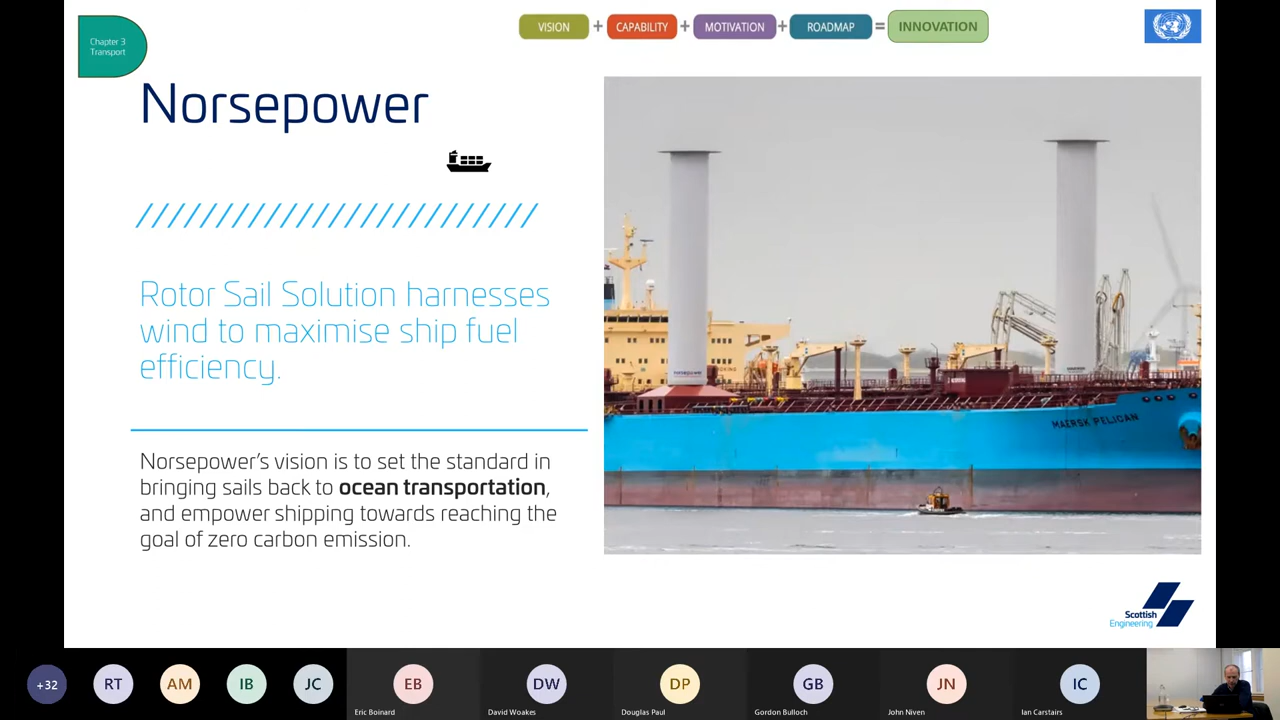 Chapter 3
Transport
VISION + CAPABILITY + MOTIVATION + ROADMAP = INNOVATION
Norsepower
Rotor Sail Solution harnesses
wind to maximise ship fuel
efficiency.
Norsepower's vision is to set the standard in
bringing sails back to ocean transportation,
and empower shipping towards reaching the
goal of zero carbon emission.
norsepower
MAERSK PELICAN
Scottish
Engineering
+32
RT
AM
IB
JC
EB
DW
DP
GB
JN
IC
Eric Boinard
David Woakes
Douglas Paul
Gordon Bulloch
John Niven
Ian Carstairs